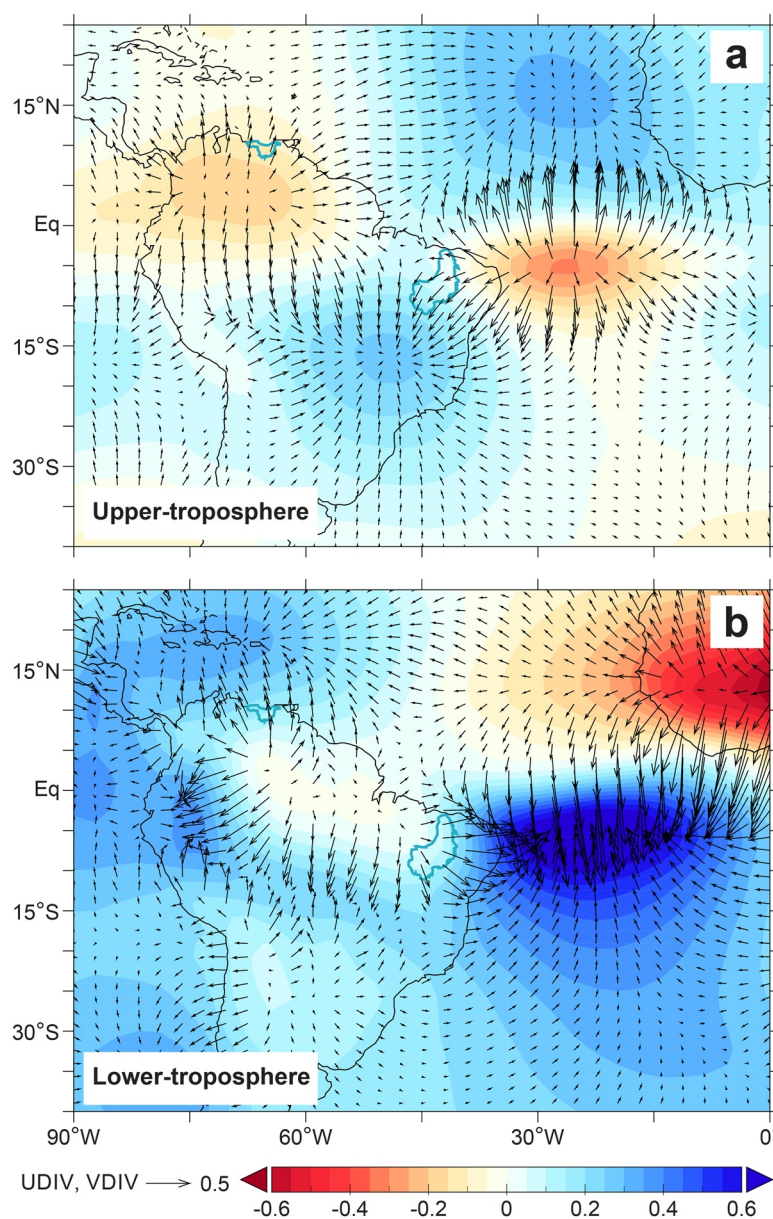 a
15°N
Eq
15°S
30°S
Upper-troposphere
b
15°N
Eq
15°S
30°S
Lower-troposphere
90°W 60°W 30°W 0
UDIV, VDIV 0.5
-0.6 -0.4 -0.2 0 0.2 0.4 0.6